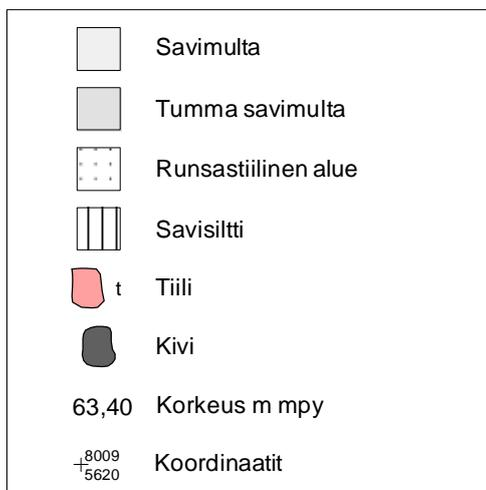 Savimulta
Tumma savimulta
Runsastiilinen alue
Savisiltti
t Tiili
Kivi
63,40 Korkeus m mpy
8009
5620 Koordinaatit